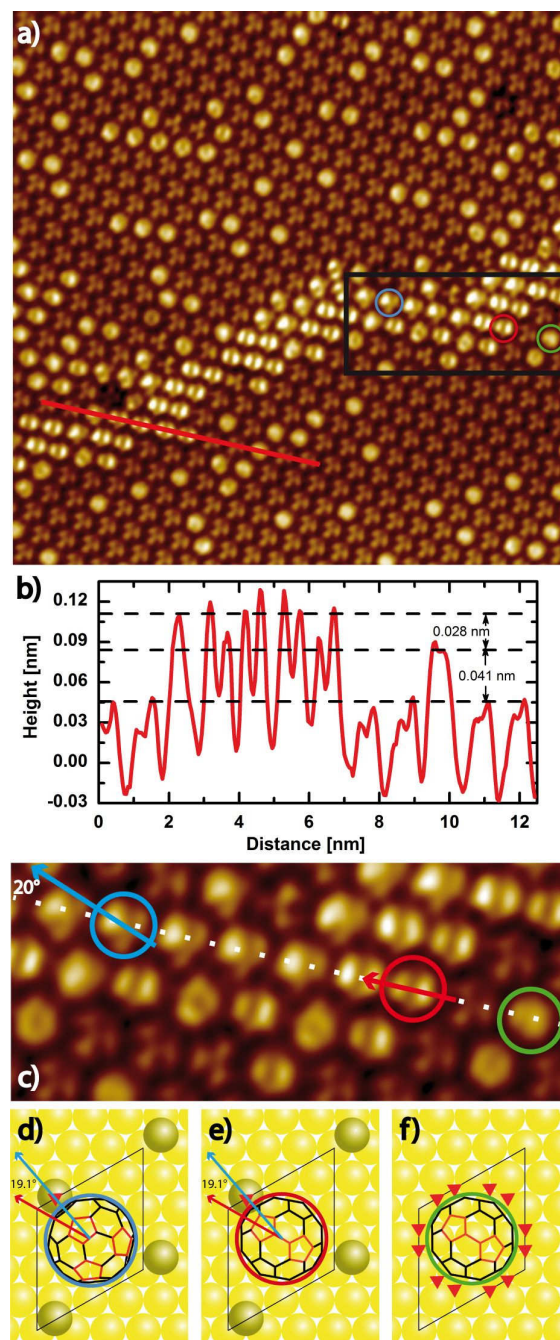 a)
b)
0.12
0.09
0.06
0.03
0.00
-0.03
Height [nm]
0.028 nm
0.041 nm
0 2 4 6 8 10 12
Distance [nm]
20°
c)
d) e) f)
19.1° 19.1°